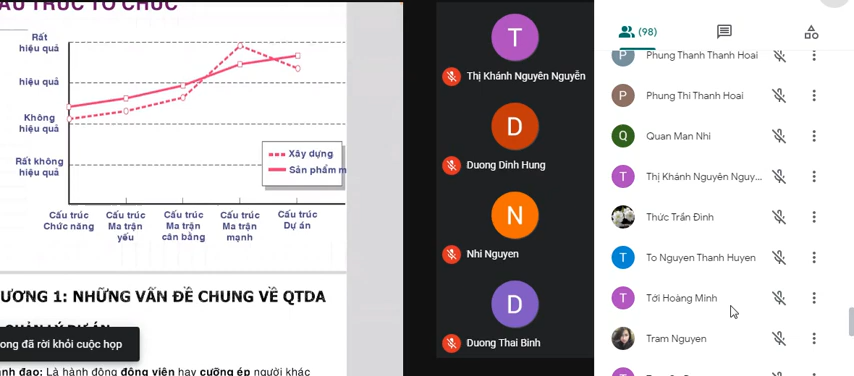 CẤU TRÚC TỔ CHỨC
Rất
hiệu quả
hiệu quả
Không
hiệu quả
Rất không
hiệu quả
Xây dựng
Sản phẩm m
Cấu trúc
Chức năng
Cấu trúc
Ma trận
yếu
Cấu trúc
Ma trận
cân bằng
Cấu trúc
Ma trận
mạnh
Cấu trúc
Dự án
ƯƠNG 1: NHỮNG VẤN ĐỀ CHUNG VỀ QTDA
ong đã rời khỏi cuộc họp
nh đạo: Là hành động động viên hay cưỡng ép người khác
T
Thị Khánh Nguyên Nguyễn
D
Duong Dinh Hung
N
Nhi Nguyen
D
Duong Thai Binh
(98)
P Phung Thanh Thanh Hoai
P Phung Thi Thanh Hoai
Q Quan Man Nhi
T Thị Khánh Nguyên Nguy...
Thức Trần Đình
T To Nguyen Thanh Huyen
T Tới Hoàng Minh
Tram Nguyen